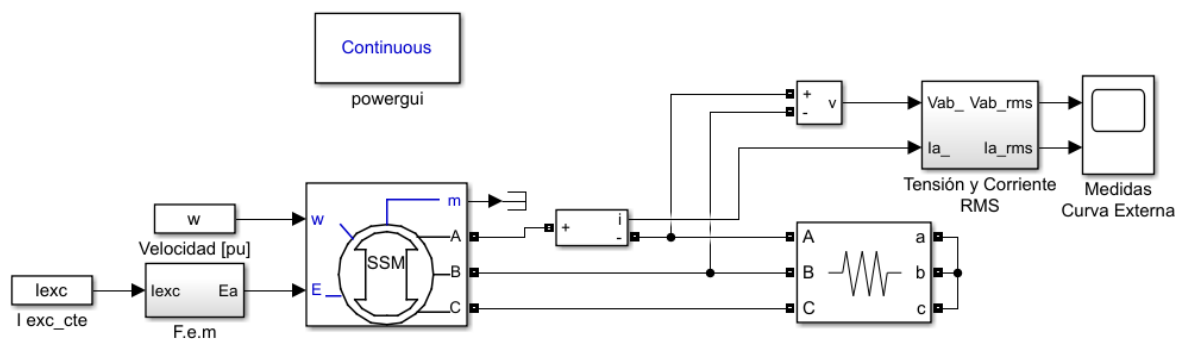 Continuous
powergui
+
-
v
Vab_
Vab_rms
Ia_
Ia_rms
Tensión y Corriente
RMS
Medidas
Curva Externa
w
Velocidad [pu]
w
m
SSM
A
B
C
E
+
i
-
A
B
C
a
b
c
Iexc
I exc_cte
Iexc
Ea
F.e.m